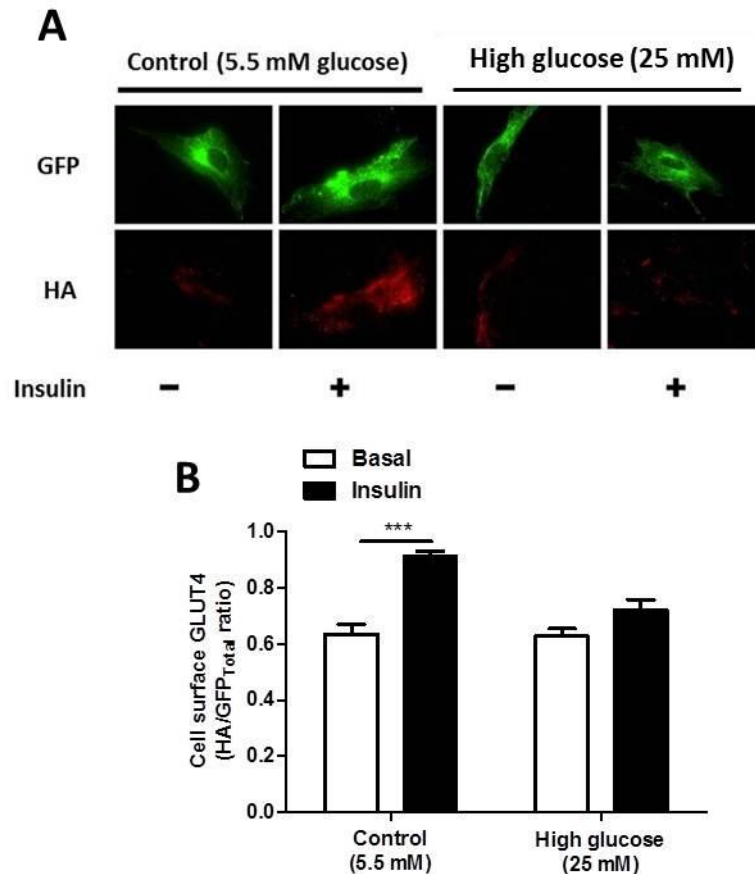 A
Control (5.5 mM glucose)
High glucose (25 mM)
GFP
HA
Insulin
− + − +
B
Basal
Insulin
***
1.0
0.8
0.6
0.4
0.2
0.0
Cell surface GLUT4
(HA/GFPTotal ratio)
Control
(5.5 mM)
High glucose
(25 mM)